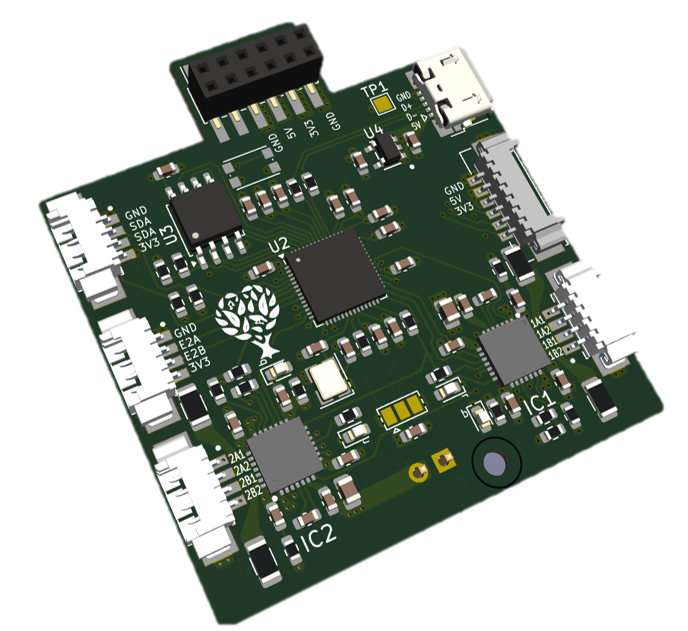 TP1
GND
D+
D-
5V
U4
GND
3V3
5V
GND
GND
5V
3V3
GND
SDA
SDA
3V3
U3
U2
GND
E2A
E2B
3V3
1A1
1A2
1B1
1B2
IC1
2A1
2A2
2B1
2B2
IC2